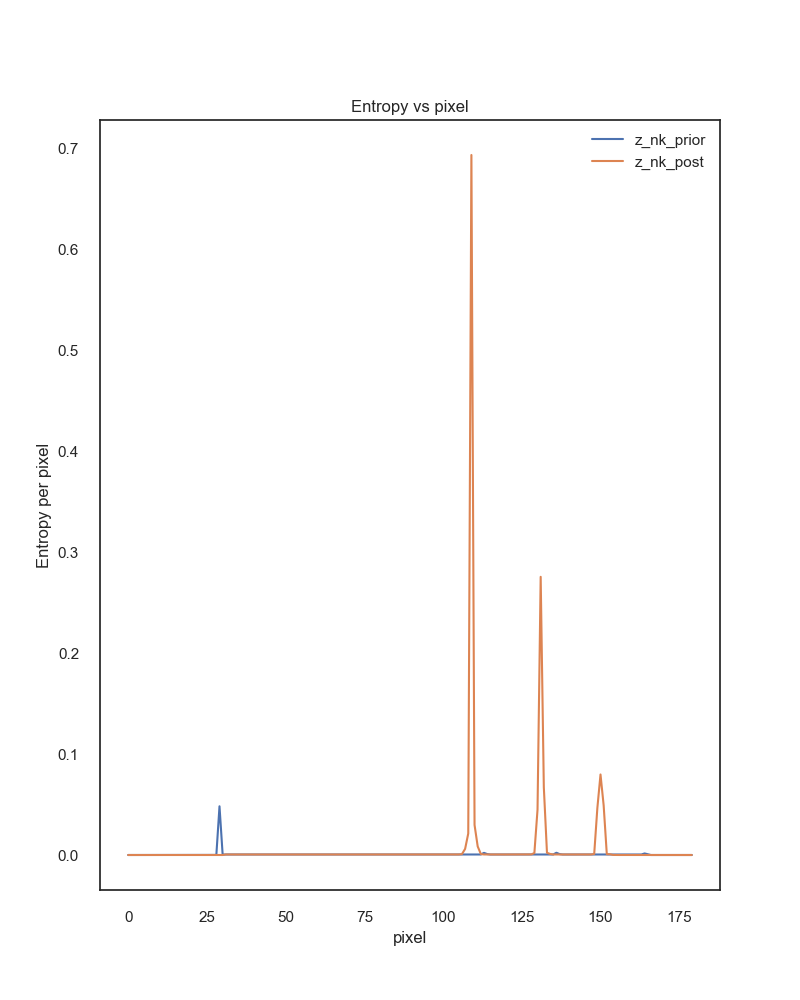 Entropy vs pixel
z_nk_prior
z_nk_post
Entropy per pixel
0.7
0.6
0.5
0.4
0.3
0.2
0.1
0.0
0 25 50 75 100 125 150 175
pixel